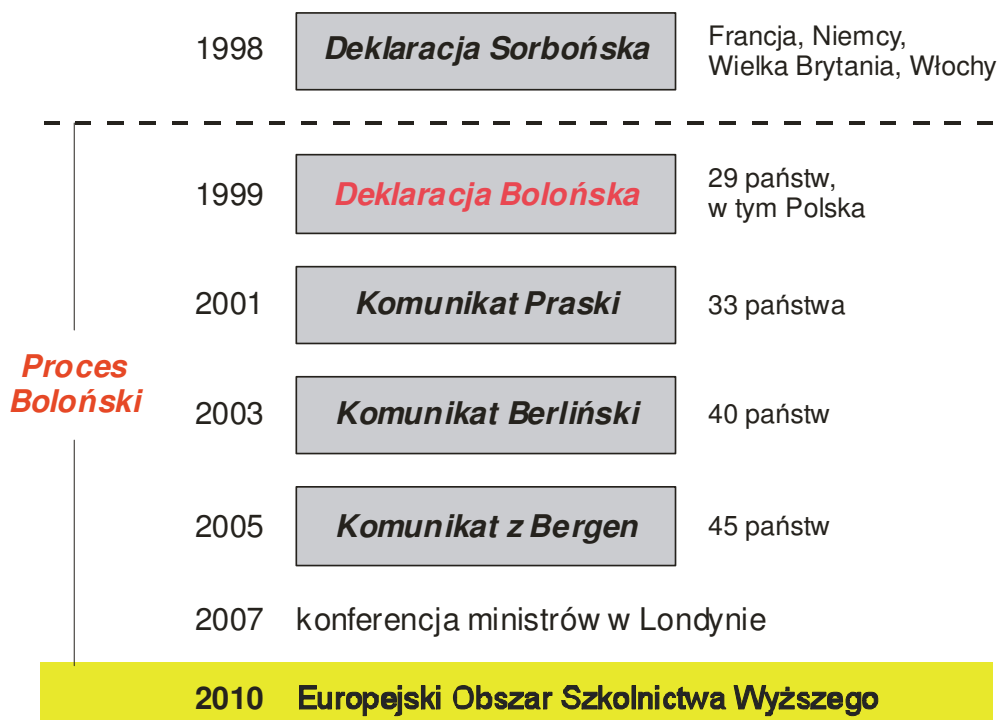 1998 Deklaracja Sorbońska Francja, Niemcy,
Wielka Brytania, Włochy
1999 Deklaracja Bolońska 29 państw,
w tym Polska
2001 Komunikat Praski 33 państwa
Proces
Boloński
2003 Komunikat Berliński 40 państw
2005 Komunikat z Bergen 45 państw
2007 konferencja ministrów w Londynie
2010 Europejski Obszar Szkolnictwa Wyższego